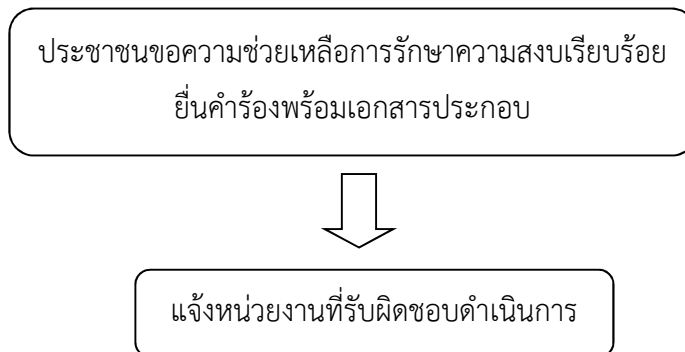 ประชาชนขอความช่วยเหลือการรักษาความสงบเรียบร้อย
ยื่นคำร้องพร้อมเอกสารประกอบ
แจ้งหน่วยงานที่รับผิดชอบดำเนินการ